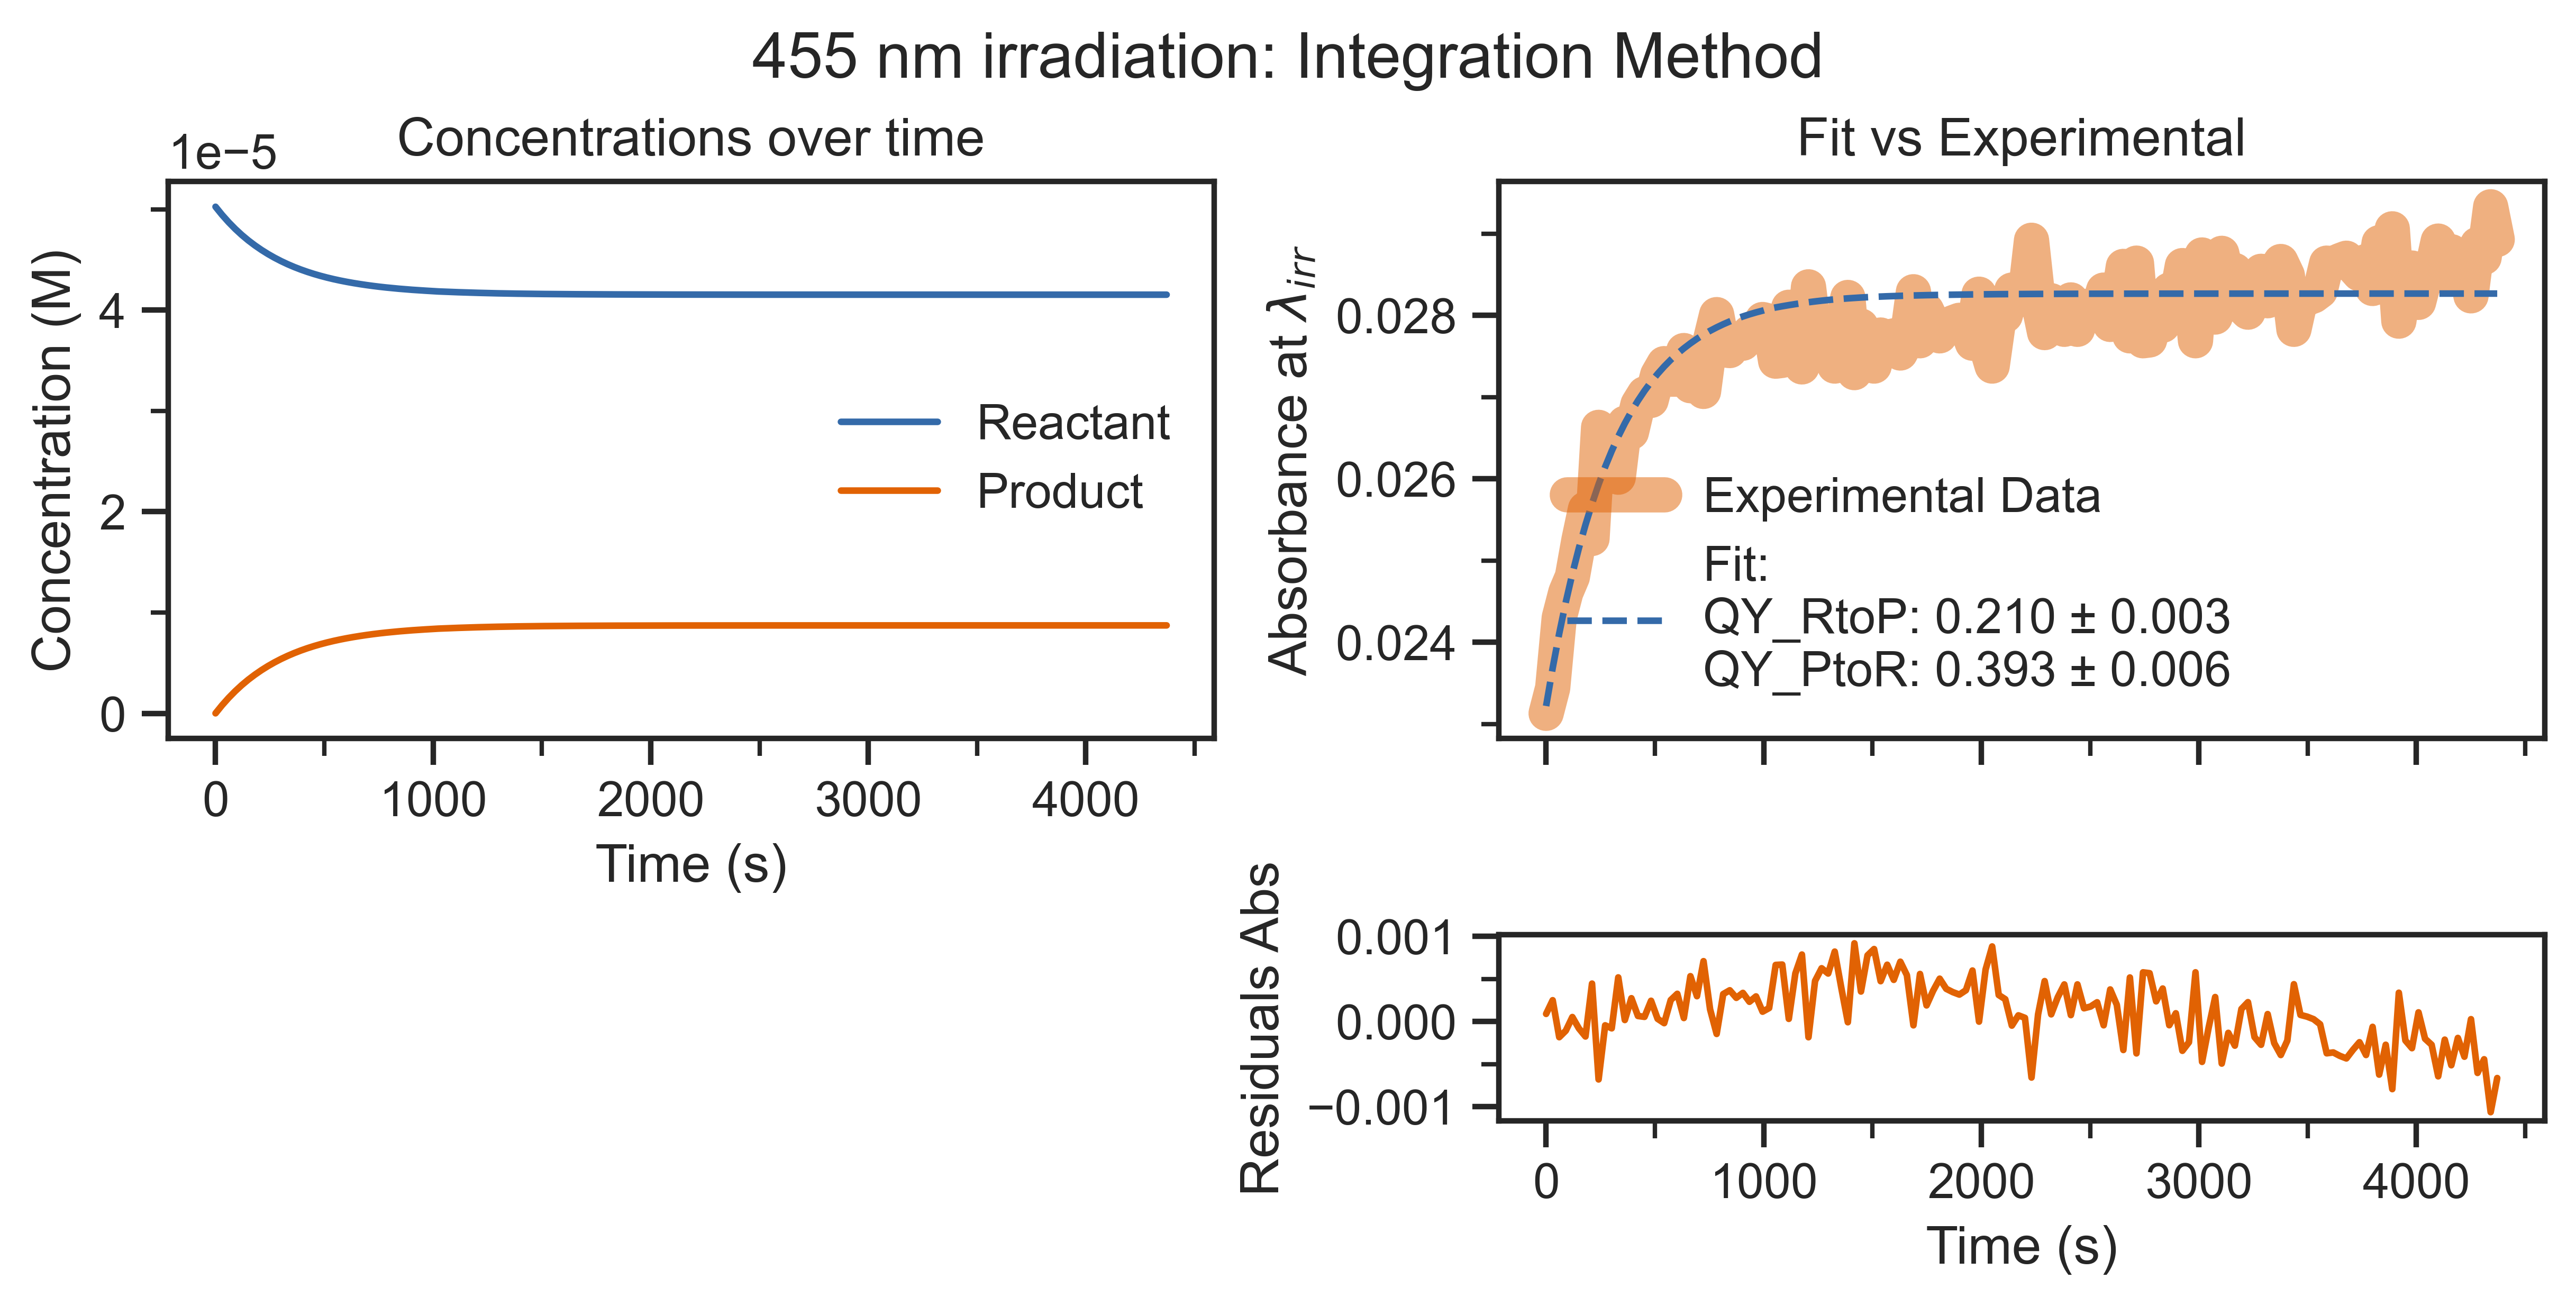 455 nm irradiation: Integration Method
Concentrations over time
1e−5
Concentration (M)
4
2
0
Reactant
Product
0 1000 2000 3000 4000
Time (s)
Fit vs Experimental
Absorbance at λirr
0.028
0.026
0.024
Experimental Data
Fit:
QY_RtoP: 0.210 ± 0.003
QY_PtoR: 0.393 ± 0.006
Residuals Abs
0.001
0.000
−0.001
0 1000 2000 3000 4000
Time (s)